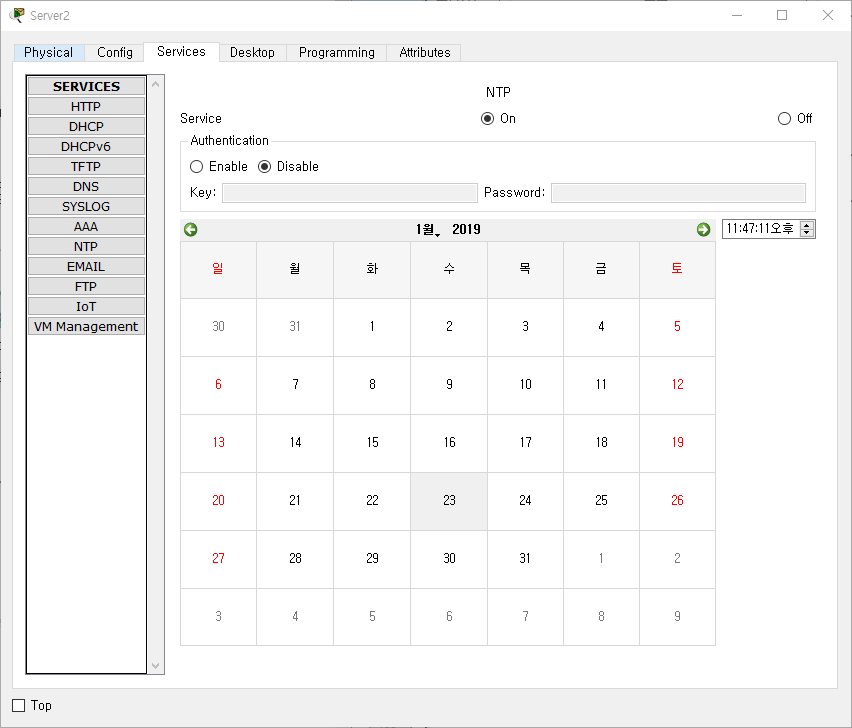 Server2
Physical Config Services Desktop Programming Attributes
SERVICES
HTTP
DHCP
DHCPv6
TFTP
DNS
SYSLOG
AAA
NTP
EMAIL
FTP
IoT
VM Management
NTP
Service On Off
Authentication
Enable Disable
Key: Password:
1월, 2019 11:47:11오후
일 월 화 수 목 금 토
30 31 1 2 3 4 5
6 7 8 9 10 11 12
13 14 15 16 17 18 19
20 21 22 23 24 25 26
27 28 29 30 31 1 2
3 4 5 6 7 8 9
Top